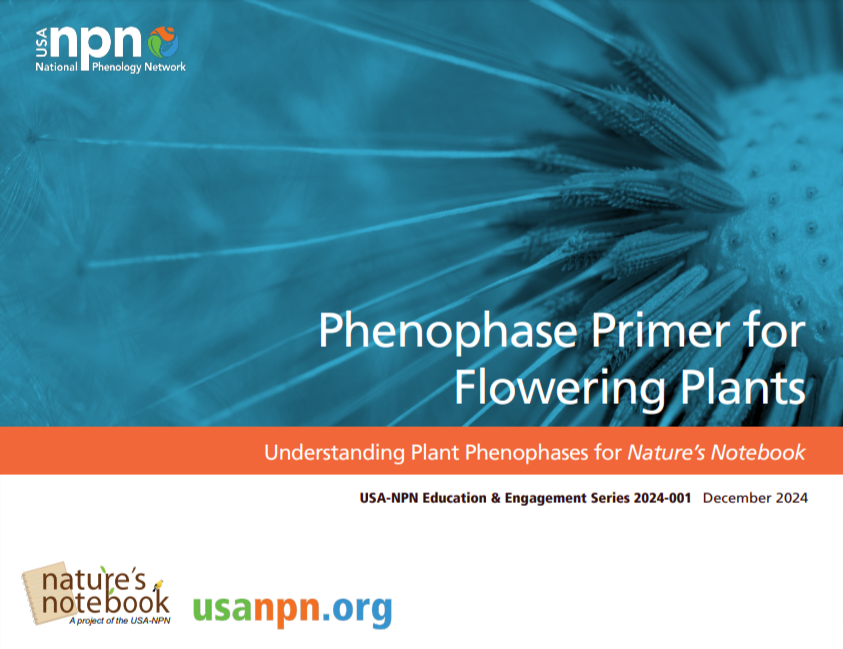 USA npn
National Phenology Network
Phenophase Primer for
Flowering Plants
Understanding Plant Phenophases for Nature's Notebook
USA-NPN Education & Engagement Series 2024-001 December 2024
nature's
notebook
A project of the USA-NPN
usanpn.org